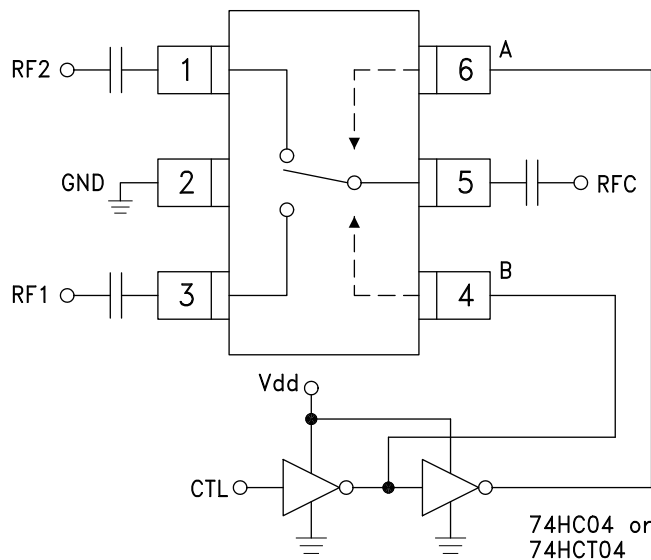 RF2 1 6 A
GND 2 5 RFC
RF1 3 4 B
Vdd
CTL
74HC04 or
74HCT04